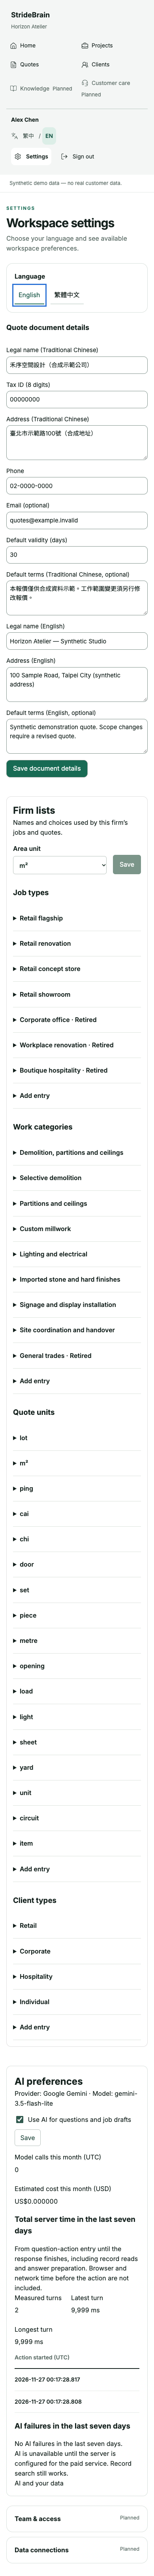 StrideBrain
Horizon Atelier
Home
Projects
Quotes
Clients
Knowledge Planned
Customer care
Planned
Alex Chen
繁中 / EN
Settings
Sign out
Synthetic demo data — no real customer data.
SETTINGS
Workspace settings
Choose your language and see available
workspace preferences.
Language
English
繁體中文
Quote document details
Legal name (Traditional Chinese)
禾序空間設計（合成示範公司）
Tax ID (8 digits)
00000000
Address (Traditional Chinese)
臺北市示範路100號（合成地址）
Phone
02-0000-0000
Email (optional)
quotes@example.invalid
Default validity (days)
30
Default terms (Traditional Chinese, optional)
本報價僅供合成資料示範。工作範圍變更須另行修
改報價。
Legal name (English)
Horizon Atelier — Synthetic Studio
Address (English)
100 Sample Road, Taipei City (synthetic
address)
Default terms (English, optional)
Synthetic demonstration quote. Scope changes
require a revised quote.
Save document details
Firm lists
Names and choices used by this firm's
jobs and quotes.
Area unit
m²
Save
Job types
Retail flagship
Retail renovation
Retail concept store
Retail showroom
Corporate office · Retired
Workplace renovation · Retired
Boutique hospitality · Retired
Add entry
Work categories
Demolition, partitions and ceilings
Selective demolition
Partitions and ceilings
Custom millwork
Lighting and electrical
Imported stone and hard finishes
Signage and display installation
Site coordination and handover
General trades · Retired
Add entry
Quote units
lot
m²
ping
cai
chi
door
set
piece
metre
opening
load
light
sheet
yard
unit
circuit
item
Add entry
Client types
Retail
Corporate
Hospitality
Individual
Add entry
AI preferences
Provider: Google Gemini · Model: gemini-
3.5-flash-lite
Use AI for questions and job drafts
Save
Model calls this month (UTC)
0
Estimated cost this month (USD)
US$0.000000
Total server time in the last seven
days
From question-action entry until the
response finishes, including record reads
and answer preparation. Browser and
network time before the action are not
included.
Measured turns
2
Latest turn
9,999 ms
Longest turn
9,999 ms
Action started (UTC)
2026-11-27 00:17:28.817
2026-11-27 00:17:28.808
AI failures in the last seven days
No AI failures in the last seven days.
AI is unavailable until the server is
configured for the paid service. Record
search still works.
AI and your data
Team & access
Planned
Data connections
Planned